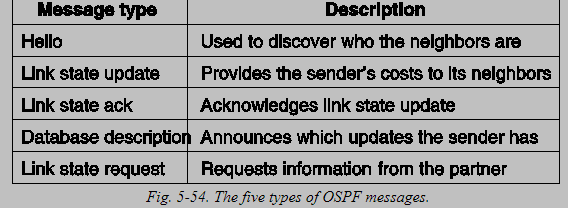 Message type Description
Hello Used to discover who the neighbors are
Link state update Provides the sender's costs to its neighbors
Link state ack Acknowledges link state update
Database description Announces which updates the sender has
Link state request Requests information from the partner
Fig. 5-54. The five types of OSPF messages.